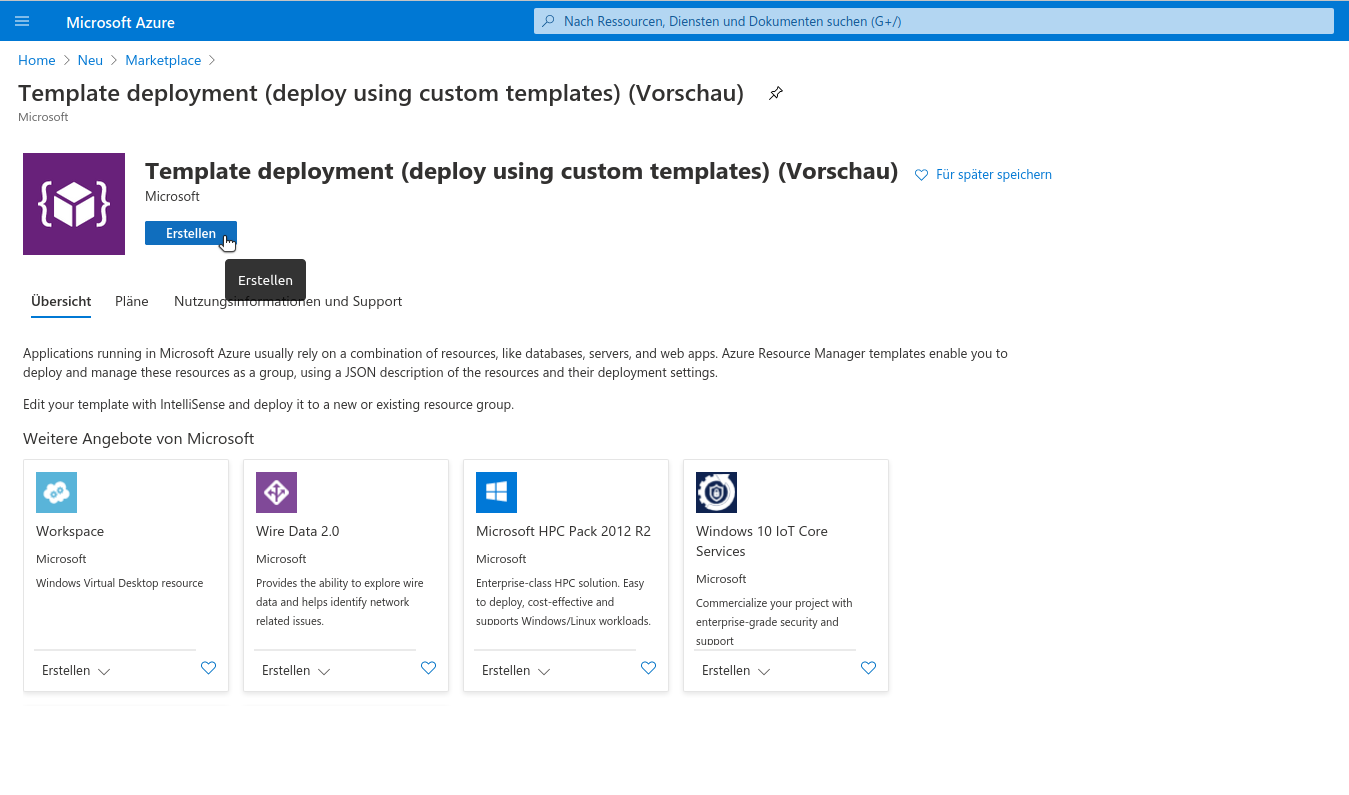 Microsoft Azure
Nach Ressourcen, Diensten und Dokumenten suchen (G+/)
Home > Neu > Marketplace >
Template deployment (deploy using custom templates) (Vorschau)
Microsoft
Template deployment (deploy using custom templates) (Vorschau)
Für später speichern
Microsoft
Erstellen
Erstellen
Übersicht
Pläne
Nutzungsinformationen und Support
Applications running in Microsoft Azure usually rely on a combination of resources, like databases, servers, and web apps. Azure Resource Manager templates enable you to
deploy and manage these resources as a group, using a JSON description of the resources and their deployment settings.
Edit your template with IntelliSense and deploy it to a new or existing resource group.
Weitere Angebote von Microsoft
Workspace
Microsoft
Windows Virtual Desktop resource
Erstellen
Wire Data 2.0
Microsoft
Provides the ability to explore wire
data and helps identify network
related issues.
Erstellen
Microsoft HPC Pack 2012 R2
Microsoft
Enterprise-class HPC solution. Easy
to deploy, cost-effective and
supports Windows/Linux workloads.
Erstellen
Windows 10 IoT Core
Services
Microsoft
Commercialize your project with
enterprise-grade security and
support
Erstellen